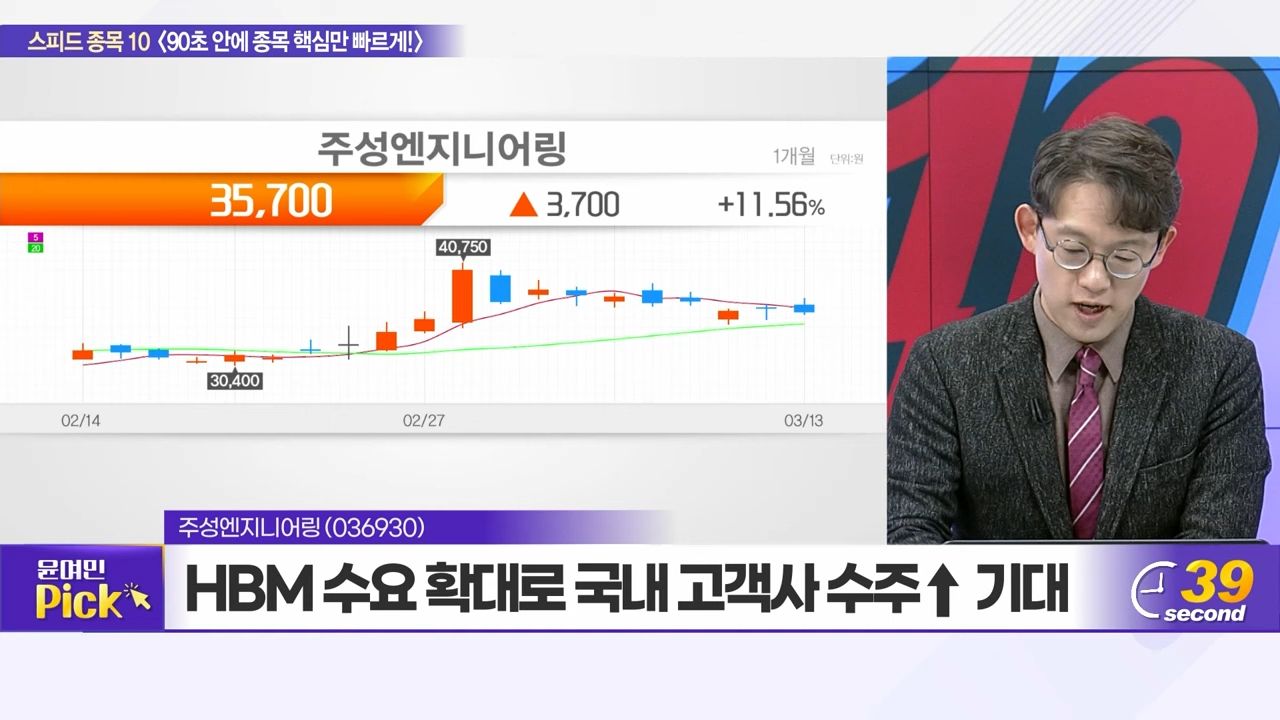 스피드 종목 10 〈90초 안에 종목 핵심만 빠르게!〉
주성엔지니어링
1개월 단위:원
35,700 ▲ 3,700 +11.56%
5
20
40,750
30,400
02/14 02/27 03/13
10
주성엔지니어링 (036930)
윤여민
Pick
HBM 수요 확대로 국내 고객사 수주↑ 기대
39
second